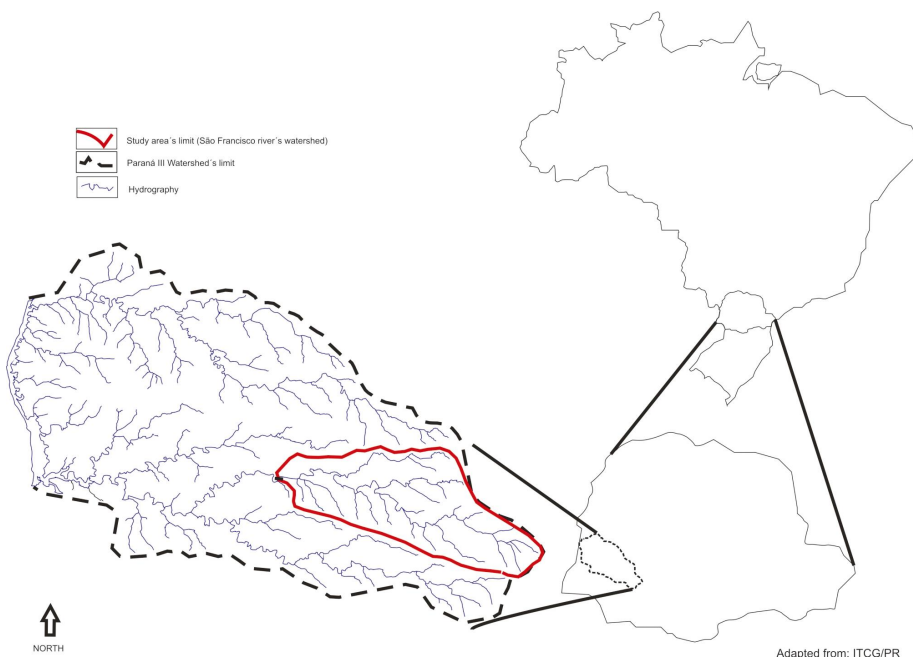 Study area´s limit (São Francisco river´s watershed)
Paraná III Watershed´s limit
Hydrography
NORTH
Adapted from: ITCG/PR